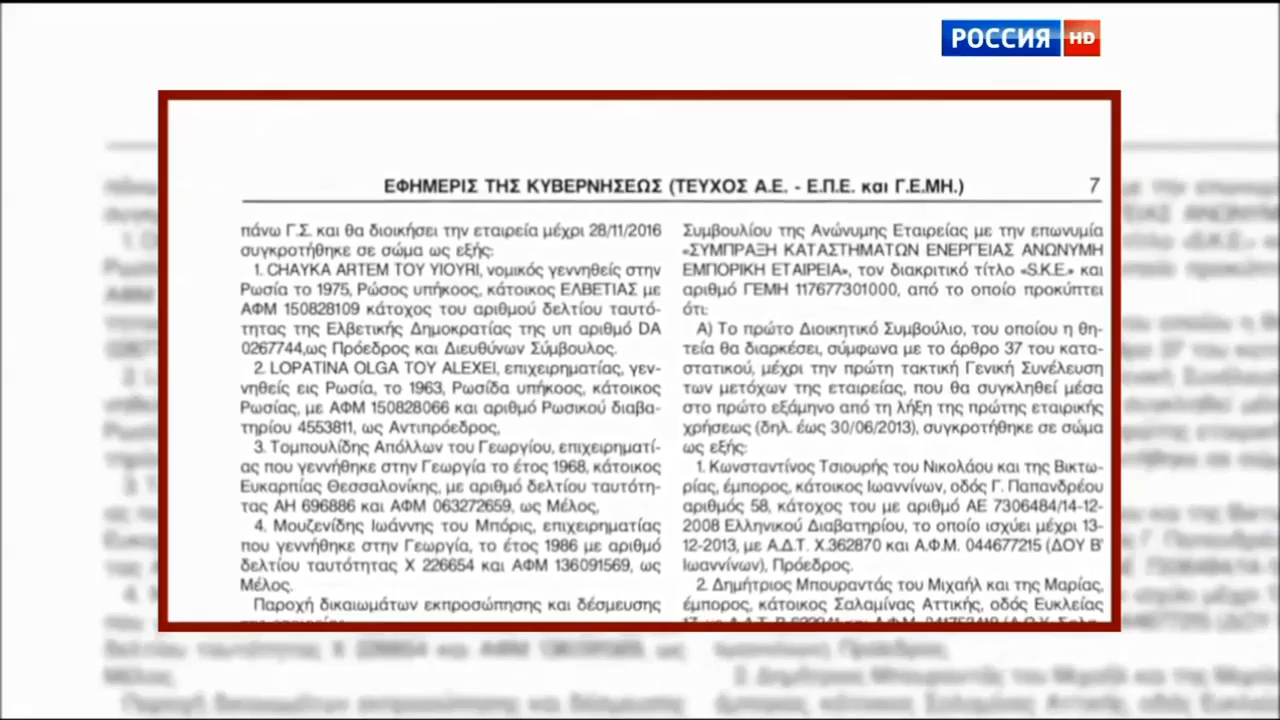 РОССИЯ HD
ΕΦΗΜΕΡΙΣ ΤΗΣ ΚΥΒΕΡΝΗΣΕΩΣ (ΤΕΥΧΟΣ Α.Ε. - Ε.Π.Ε. και Γ.Ε.ΜΗ.) 7
πάνω Γ.Σ. και θα διοικήσει την εταιρεία μέχρι 28/11/2016
συγκροτήθηκε σε σώμα ως εξής:
1. CHAYKA ARTEM TOY YIOYRI, νομικός γεννηθείς στην
Ρωσία το 1975, Ρώσος υπήκοος, κάτοικος ΕΛΒΕΤΙΑΣ με
ΑΦΜ 150828109 κάτοχος του αριθμού δελτίου ταυτό-
τητας της Ελβετικής Δημοκρατίας της υπ αριθμό DA
0267744,ως Πρόεδρος και Διευθύνων Σύμβουλος.
2. LOPATINA OLGA TOY ALEXEI, επιχειρηματίας, γεν-
νηθείς εις Ρωσία, το 1963, Ρωσίδα υπήκοος, κάτοικος
Ρωσίας, με ΑΦΜ 150828066 και αριθμό Ρωσικού διαβα-
τηρίου 4553811, ως Αντιπρόεδρος,
3. Τομπουλίδης Απόλλων του Γεωργίου, επιχειρηματί-
ας που γεννήθηκε στην Γεωργία το έτος 1968, κάτοικος
Ευκαρπίας Θεσσαλονίκης, με αριθμό δελτίου ταυτότη-
τας ΑΗ 696886 και ΑΦΜ 063272659, ως Μέλος,
4. Μουζενίδης Ιωάννης του Μπόρις, επιχειρηματίας
που γεννήθηκε στην Γεωργία, το έτος 1986 με αριθμό
δελτίου ταυτότητας Χ 226654 και ΑΦΜ 136091569, ως
Μέλος.
Παροχή δικαιωμάτων εκπροσώπησης και δέσμευσης
Συμβουλίου της Ανώνυμης Εταιρείας με την επωνυμία
«ΣΥΜΠΡΑΞΗ ΚΑΤΑΣΤΗΜΑΤΩΝ ΕΝΕΡΓΕΙΑΣ ΑΝΩΝΥΜΗ
ΕΜΠΟΡΙΚΗ ΕΤΑΙΡΕΙΑ», τον διακριτικό τίτλο «S.K.E.» και
αριθμό ΓΕΜΗ 117677301000, από το οποίο προκύπτει
ότι:
Α) Το πρώτο Διοικητικό Συμβούλιο, του οποίου η θη-
τεία θα διαρκέσει, σύμφωνα με το άρθρο 37 του κατα-
στατικού, μέχρι την πρώτη τακτική Γενική Συνέλευση
των μετόχων της εταιρείας, που θα συγκληθεί μέσα
στο πρώτο εξάμηνο από τη λήξη της πρώτης εταιρικής
χρήσεως (δηλ. έως 30/06/2013), συγκροτήθηκε σε σώμα
ως εξής:
1. Κωνσταντίνος Τσιουρής του Νικολάου και της Βικτω-
ρίας, έμπορος, κάτοικος Ιωαννίνων, οδός Γ. Παπανδρέου
αριθμός 58, κάτοχος του με αριθμό ΑΕ 7306484/14-12-
2008 Ελληνικού Διαβατηρίου, το οποίο ισχύει μέχρι 13-
12-2013, με Α.Δ.Τ. Χ.362870 και Α.Φ.Μ. 044677215 (ΔΟΥ Β'
Ιωαννίνων), Πρόεδρος.
2. Δημήτριος Μπουραντάς του Μιχαήλ και της Μαρίας,
έμπορος, κάτοικος Σαλαμίνας Αττικής, οδός Ευκλείας